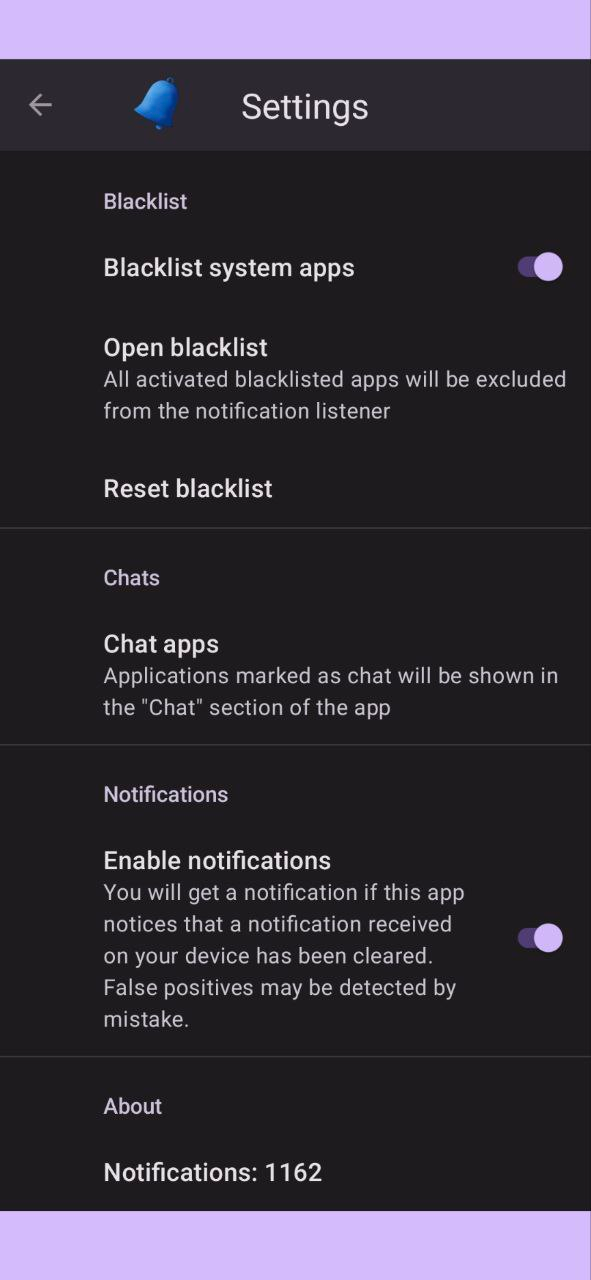 Settings
Blacklist
Blacklist system apps
Open blacklist
All activated blacklisted apps will be excluded
from the notification listener
Reset blacklist
Chats
Chat apps
Applications marked as chat will be shown in
the "Chat" section of the app
Notifications
Enable notifications
You will get a notification if this app
notices that a notification received
on your device has been cleared.
False positives may be detected by
mistake.
About
Notifications: 1162